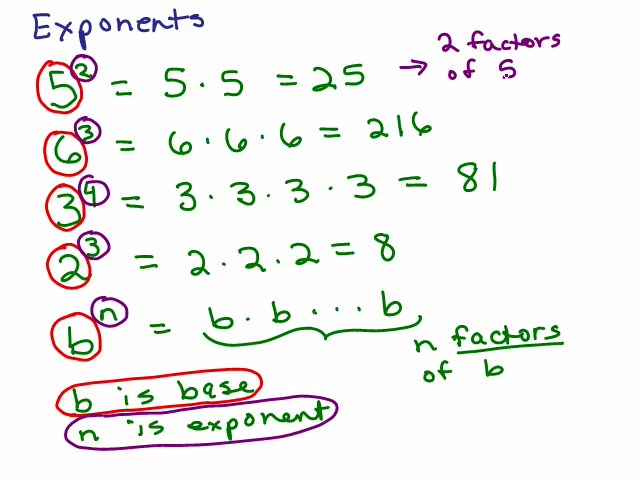 Exponents
5² = 5 · 5 = 25 → 2 factors of 5
6³ = 6 · 6 · 6 = 216
3⁴ = 3 · 3 · 3 · 3 = 81
2³ = 2 · 2 · 2 = 8
bⁿ = b · b · · · b
n factors
of b
b is base
n is exponent